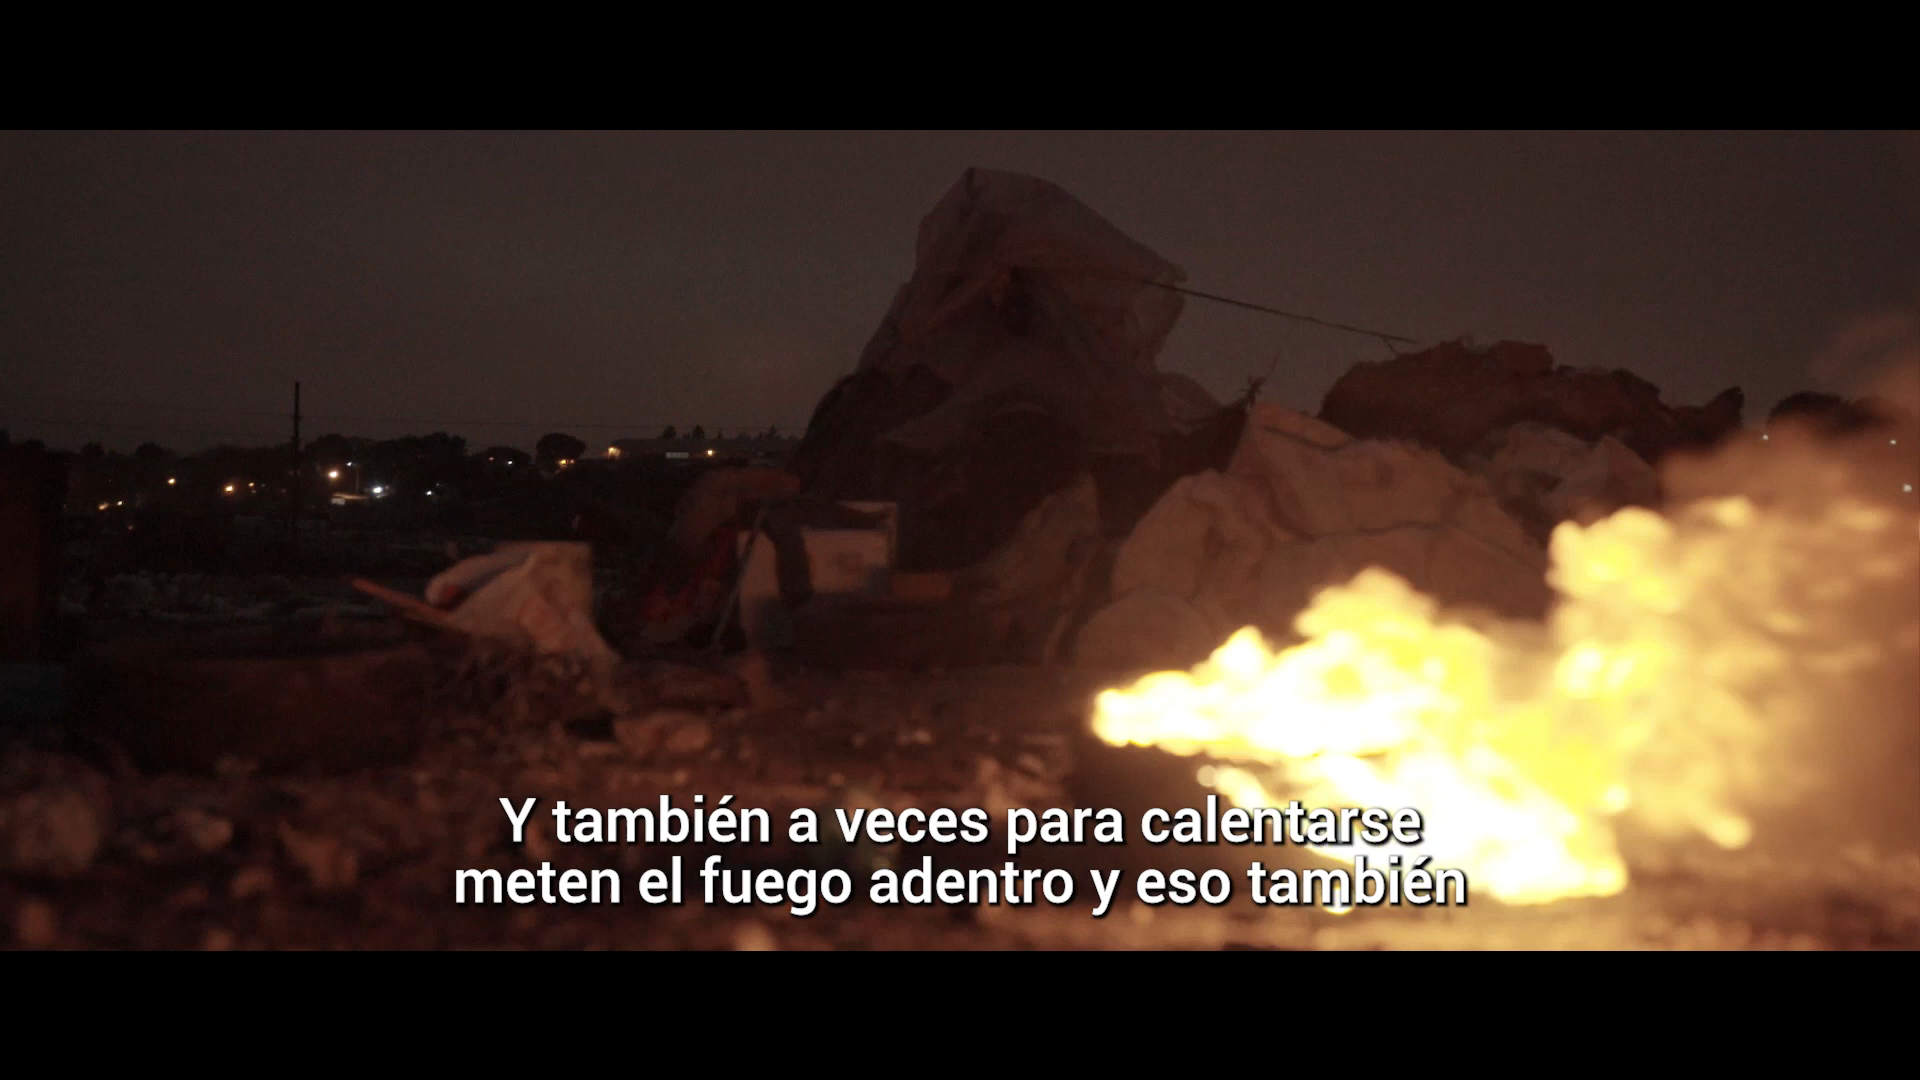 Y también a veces para calentarse
meten el fuego adentro y eso también